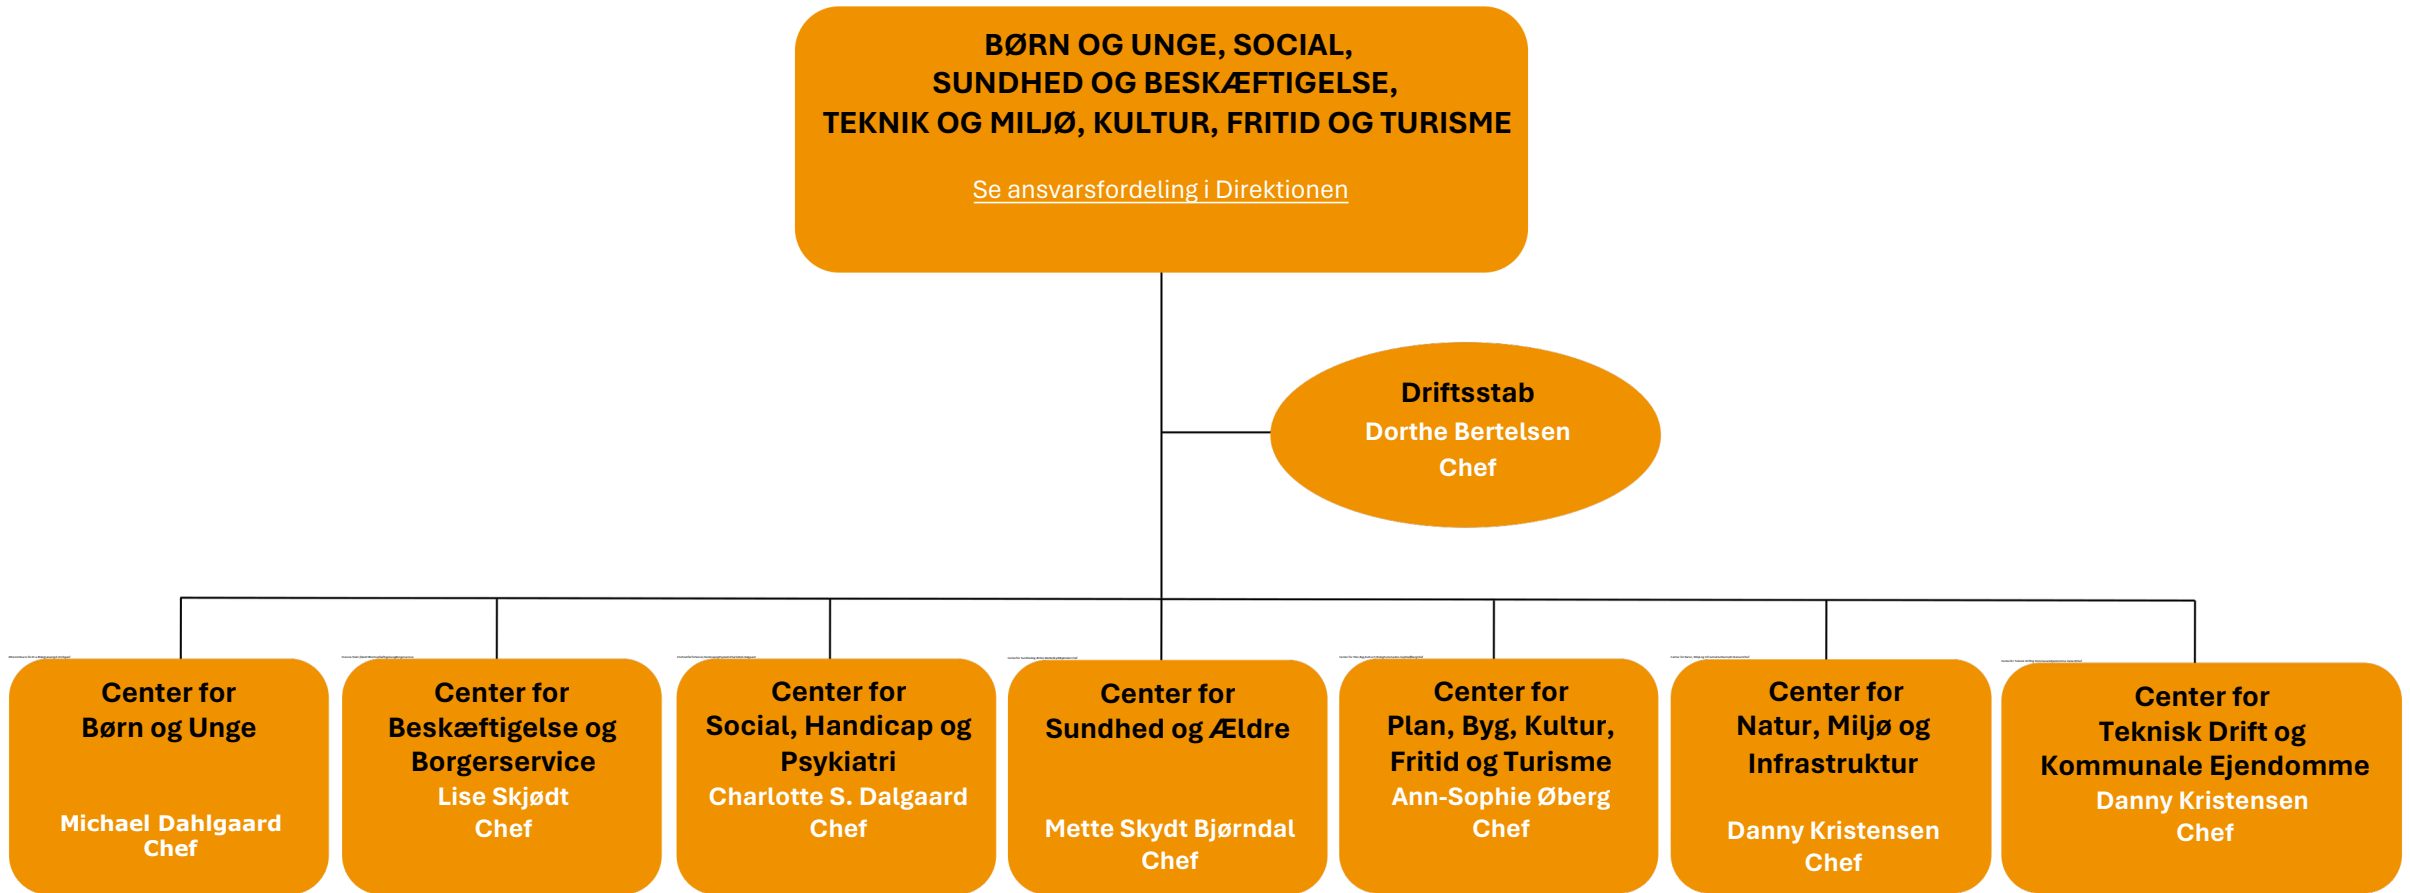 BØRN OG UNGE, SOCIAL,
SUNDHED OG BESKÆFTIGELSE,
TEKNIK OG MILJØ, KULTUR, FRITID OG TURISME
Se ansvarsfordeling i Direktionen
Driftsstab
Dorthe Bertelsen
Chef
Center for
Børn og Unge
Michael Dahlgaard
Chef
Center for
Beskæftigelse og
Borgerservice
Lise Skjødt
Chef
Center for
Social, Handicap og
Psykiatri
Charlotte S. Dalgaard
Chef
Center for
Sundhed og Ældre
Mette Skydt Bjørndal
Chef
Center for
Plan, Byg, Kultur,
Fritid og Turisme
Ann-Sophie Øberg
Chef
Center for
Natur, Miljø og
Infrastruktur
Danny Kristensen
Chef
Center for
Teknisk Drift og
Kommunale Ejendomme
Danny Kristensen
Chef